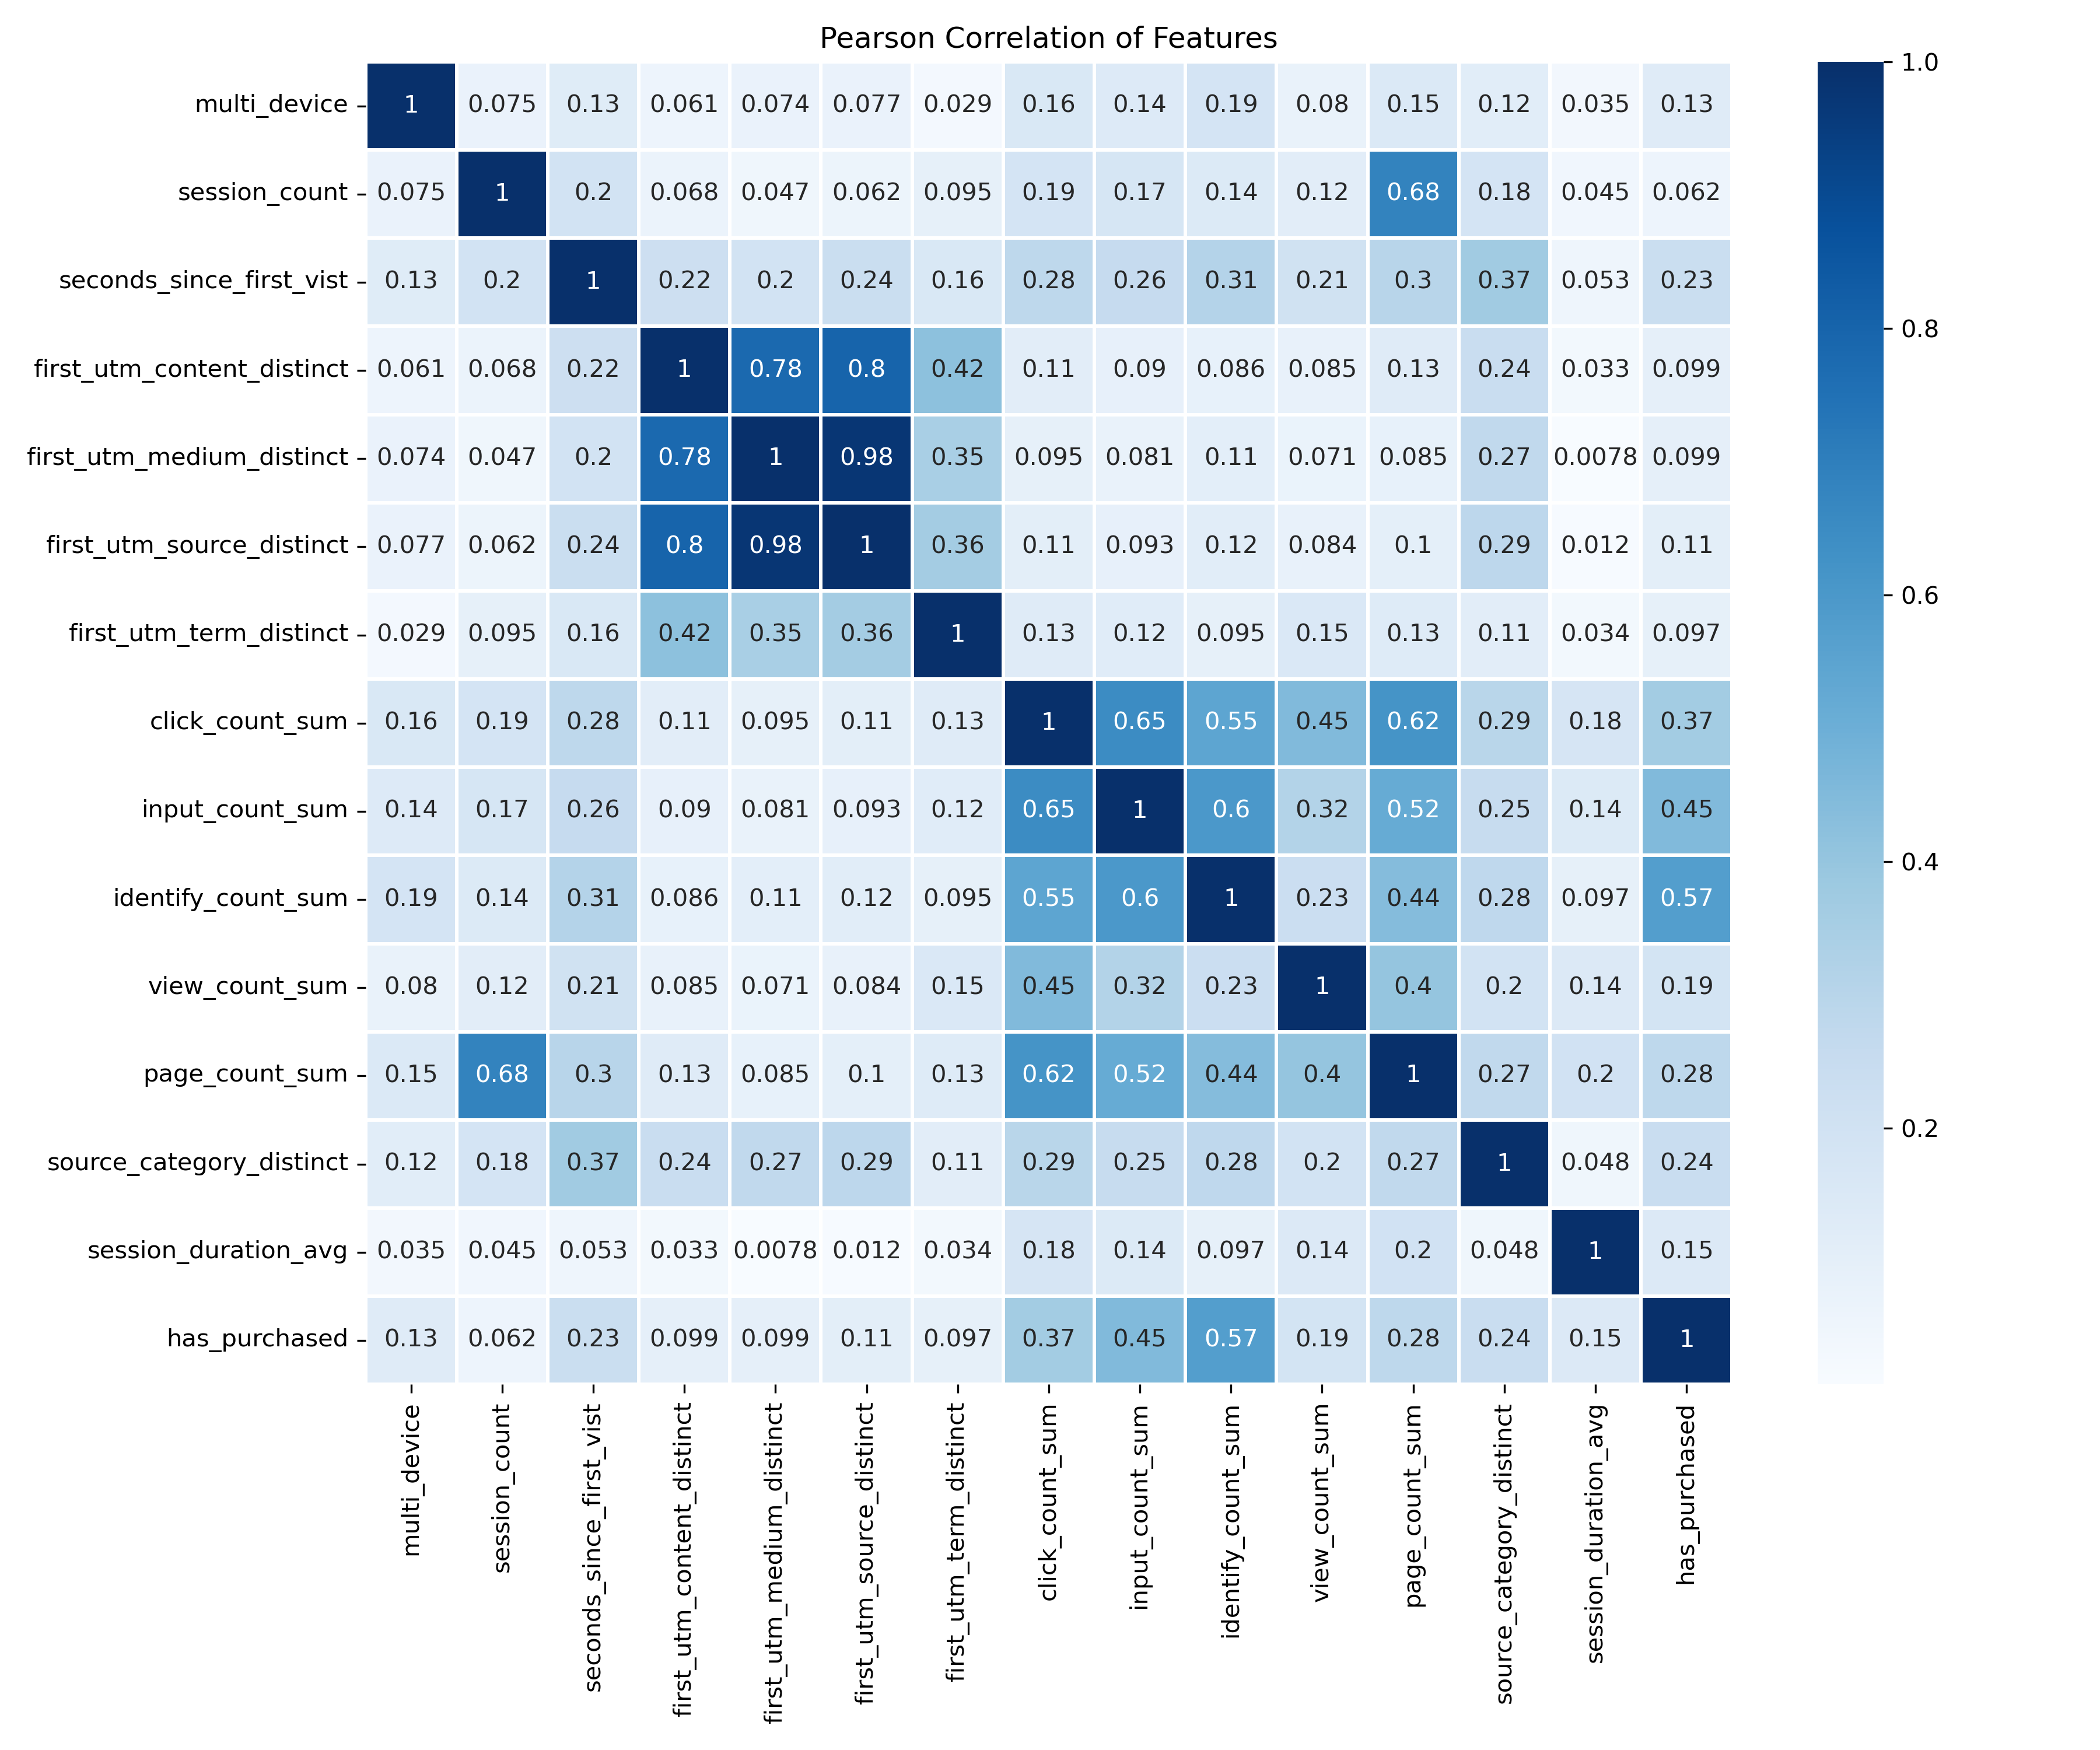 Pearson Correlation of Features
multi_device 1 0.075 0.13 0.061 0.074 0.077 0.029 0.16 0.14 0.19 0.08 0.15 0.12 0.035 0.13
session_count 0.075 1 0.2 0.068 0.047 0.062 0.095 0.19 0.17 0.14 0.12 0.68 0.18 0.045 0.062
seconds_since_first_vist 0.13 0.2 1 0.22 0.2 0.24 0.16 0.28 0.26 0.31 0.21 0.3 0.37 0.053 0.23
first_utm_content_distinct 0.061 0.068 0.22 1 0.78 0.8 0.42 0.11 0.09 0.086 0.085 0.13 0.24 0.033 0.099
first_utm_medium_distinct 0.074 0.047 0.2 0.78 1 0.98 0.35 0.095 0.081 0.11 0.071 0.085 0.27 0.0078 0.099
first_utm_source_distinct 0.077 0.062 0.24 0.8 0.98 1 0.36 0.11 0.093 0.12 0.084 0.1 0.29 0.012 0.11
first_utm_term_distinct 0.029 0.095 0.16 0.42 0.35 0.36 1 0.13 0.12 0.095 0.15 0.13 0.11 0.034 0.097
click_count_sum 0.16 0.19 0.28 0.11 0.095 0.11 0.13 1 0.65 0.55 0.45 0.62 0.29 0.18 0.37
input_count_sum 0.14 0.17 0.26 0.09 0.081 0.093 0.12 0.65 1 0.6 0.32 0.52 0.25 0.14 0.45
identify_count_sum 0.19 0.14 0.31 0.086 0.11 0.12 0.095 0.55 0.6 1 0.23 0.44 0.28 0.097 0.57
view_count_sum 0.08 0.12 0.21 0.085 0.071 0.084 0.15 0.45 0.32 0.23 1 0.4 0.2 0.14 0.19
page_count_sum 0.15 0.68 0.3 0.13 0.085 0.1 0.13 0.62 0.52 0.44 0.4 1 0.27 0.2 0.28
source_category_distinct 0.12 0.18 0.37 0.24 0.27 0.29 0.11 0.29 0.25 0.28 0.2 0.27 1 0.048 0.24
session_duration_avg 0.035 0.045 0.053 0.033 0.0078 0.012 0.034 0.18 0.14 0.097 0.14 0.2 0.048 1 0.15
has_purchased 0.13 0.062 0.23 0.099 0.099 0.11 0.097 0.37 0.45 0.57 0.19 0.28 0.24 0.15 1
multi_device
session_count
seconds_since_first_vist
first_utm_content_distinct
first_utm_medium_distinct
first_utm_source_distinct
first_utm_term_distinct
click_count_sum
input_count_sum
identify_count_sum
view_count_sum
page_count_sum
source_category_distinct
session_duration_avg
has_purchased
1.0
0.8
0.6
0.4
0.2